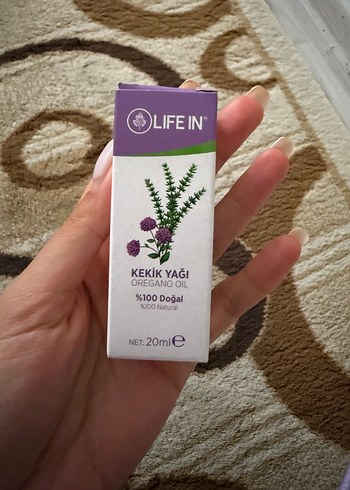 LIFE IN®
KEKİK YAĞI
OREGANO OIL
%100 Doğal
%100 Natural
NET: 20ml ℮